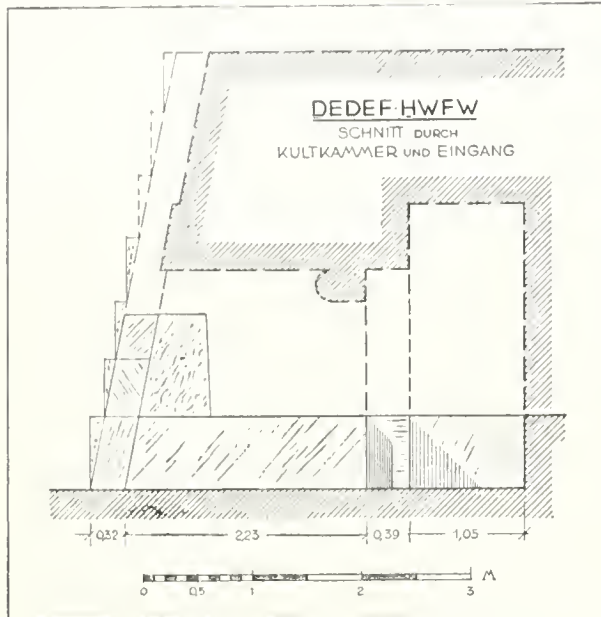 DEDEF·ḤWFW
SCHNITT DURCH
KULTKAMMER UND EINGANG
0,32 2,23 0,39 1,05
0 0,5 1 2 3 M